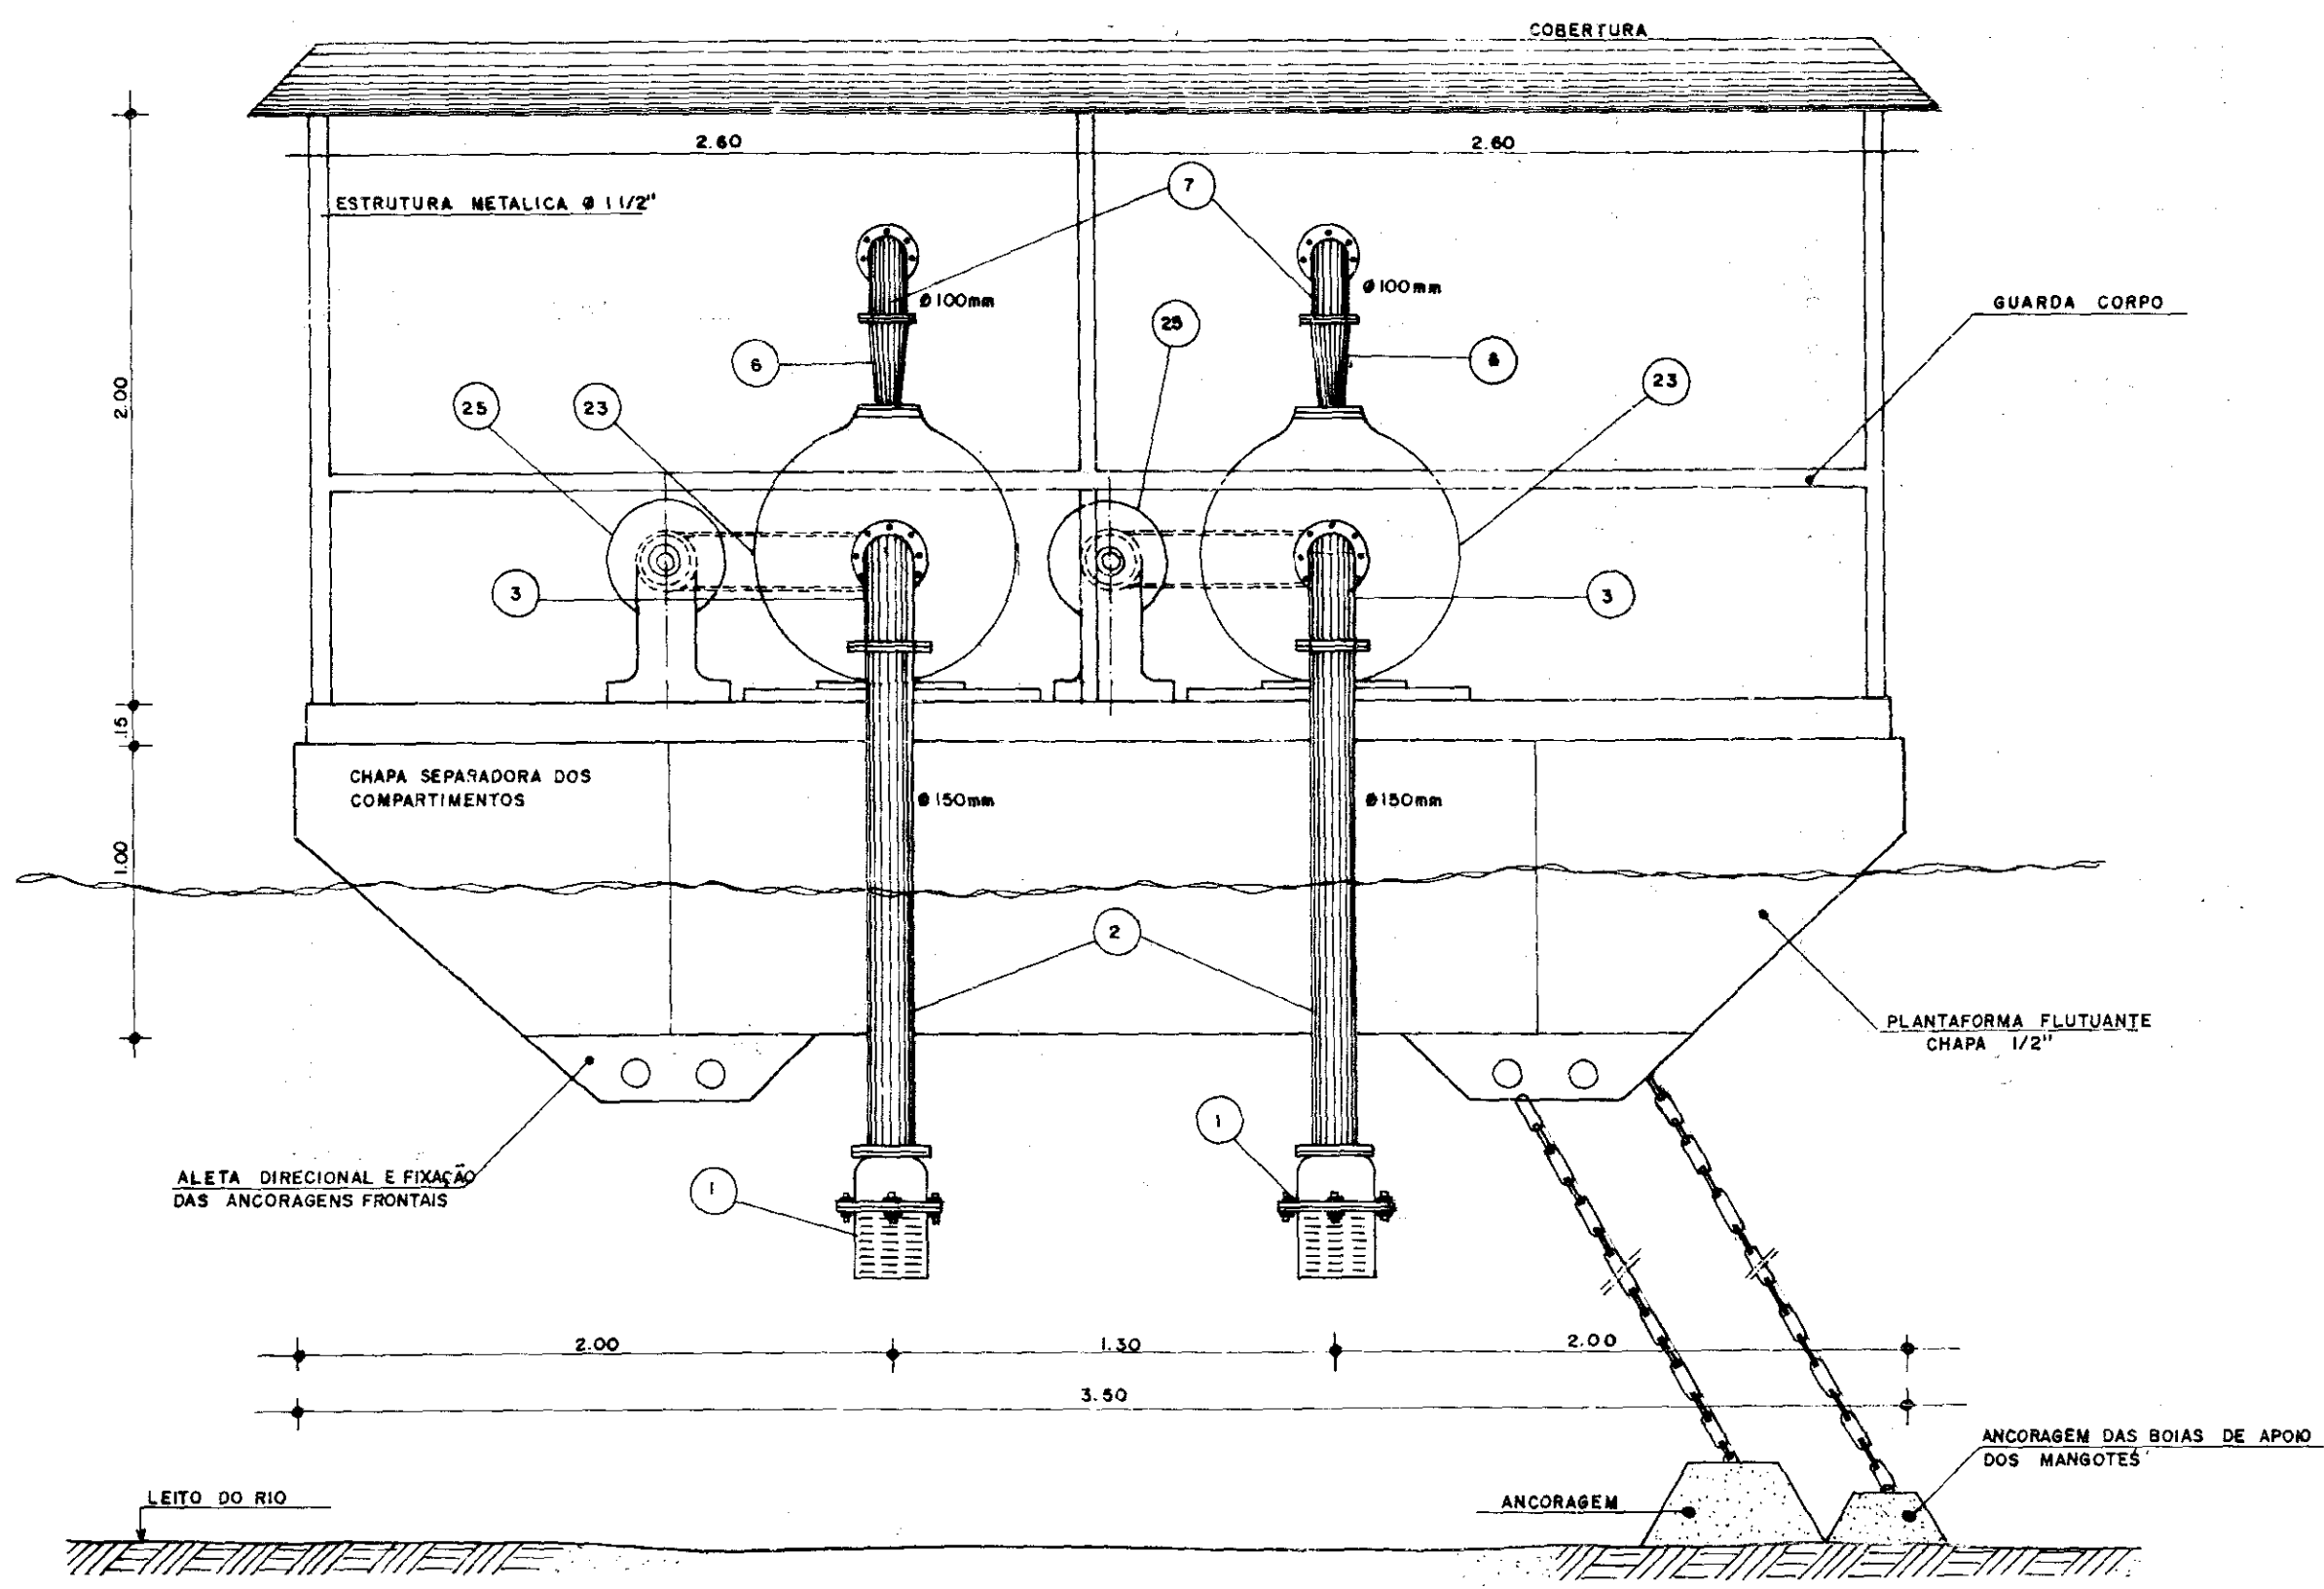 COBERTURA
2.60
2.60
ESTRUTURA METALICA Ø 1 1/2"
7
Ø100mm
Ø100mm
25
GUARDA CORPO
6
8
23
25
23
2.00
3
3
.15
CHAPA SEPARADORA DOS
COMPARTIMENTOS
Ø150mm
Ø150mm
1.00
2
PLANTAFORMA FLUTUANTE
CHAPA 1/2"
1
ALETA DIRECIONAL E FIXAÇÃO
DAS ANCORAGENS FRONTAIS
1
2.00
1.30
2.00
3.50
ANCORAGEM DAS BOIAS DE APOIO
DOS MANGOTES
LEITO DO RIO
ANCORAGEM